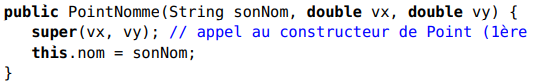 public PointNomme(String sonNom, double vx, double vy) {
super(vx, vy); // appel au constructeur de Point (1ère
this.nom = sonNom;
}